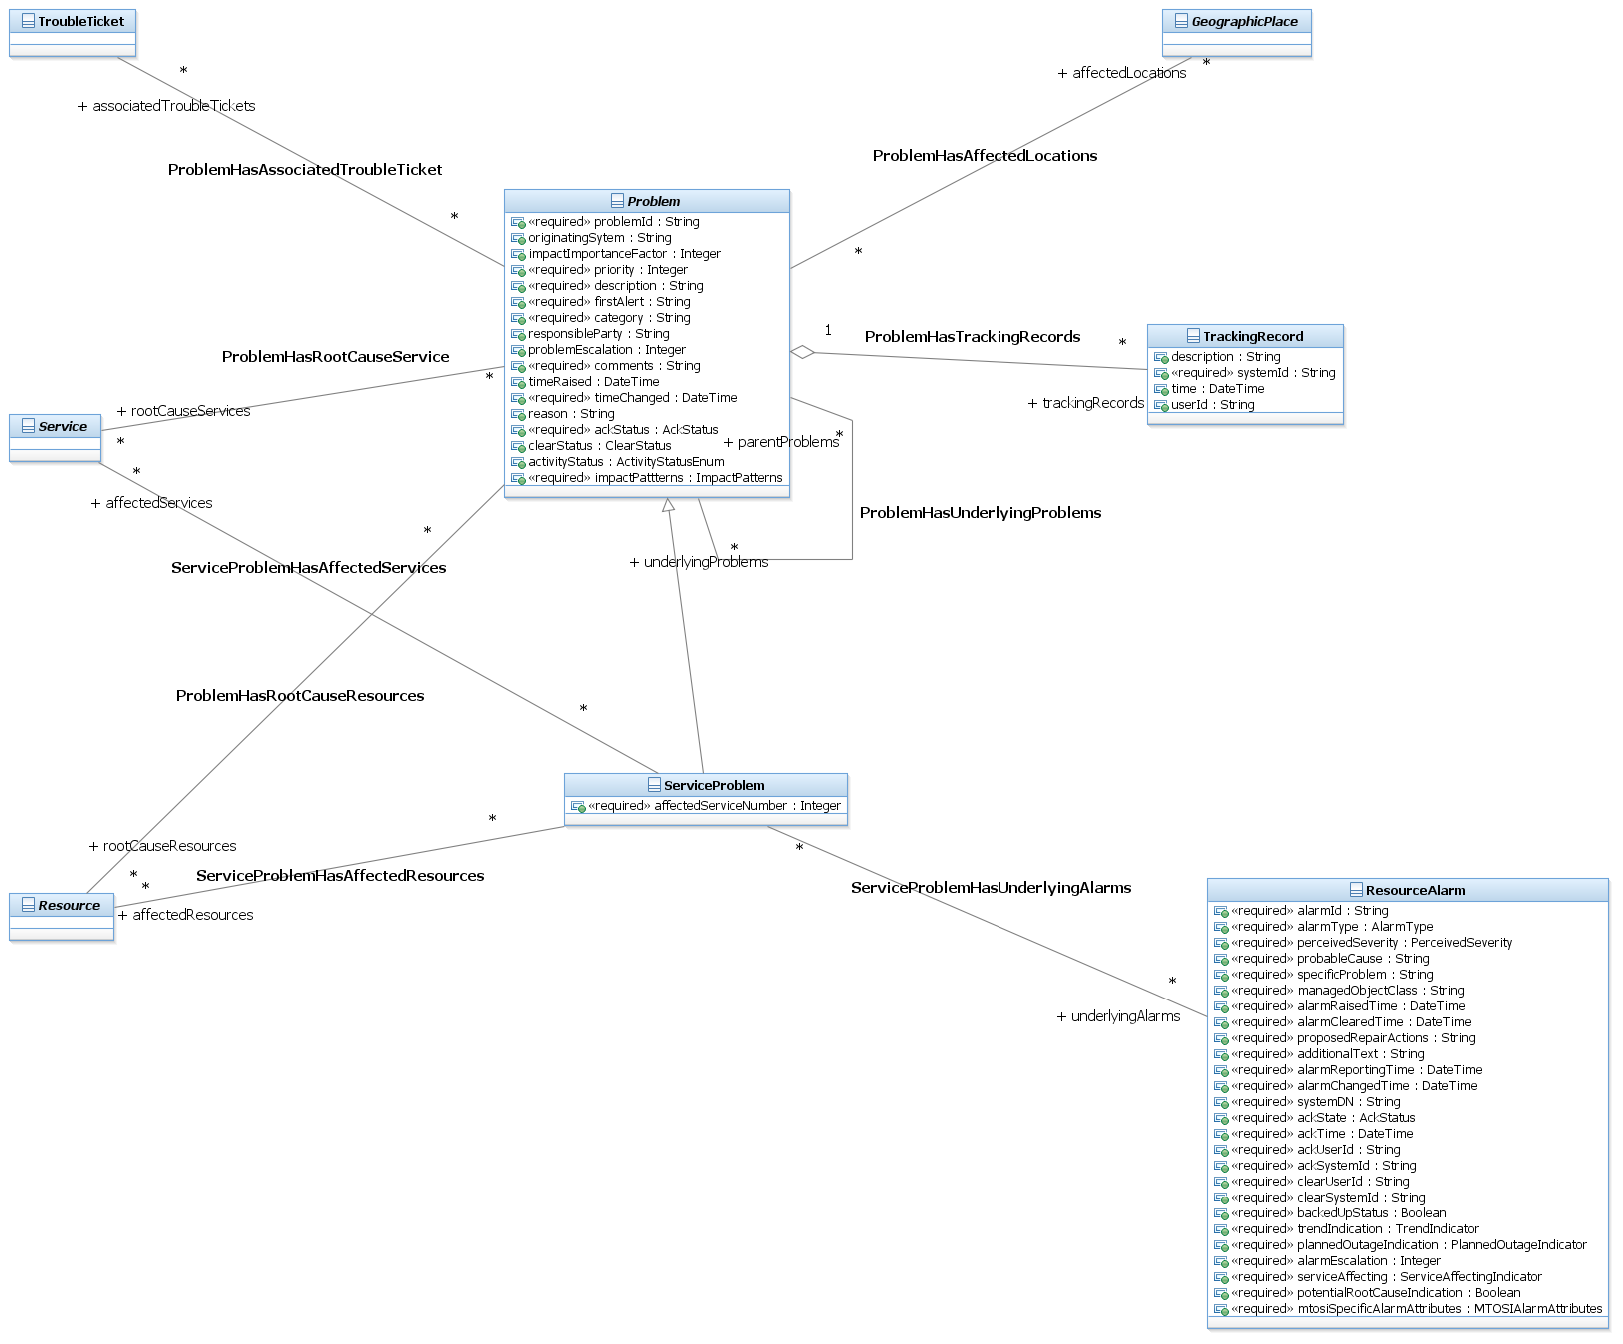 TroubleTicket
GeographicPlace
*
*
+ affectedLocations
+ associatedTroubleTickets
ProblemHasAssociatedTroubleTicket
ProblemHasAffectedLocations
*
*
Problem
«required» problemId : String
originatingSytem : String
impactImportanceFactor : Integer
«required» priority : Integer
«required» description : String
«required» firstAlert : String
«required» category : String
responsibleParty : String
problemEscalation : Integer
«required» comments : String
timeRaised : DateTime
«required» timeChanged : DateTime
reason : String
«required» ackStatus : AckStatus
clearStatus : ClearStatus
activityStatus : ActivityStatusEnum
«required» impactPattterns : ImpactPatterns
1
ProblemHasTrackingRecords
*
+ trackingRecords
TrackingRecord
description : String
«required» systemId : String
time : DateTime
userId : String
ProblemHasRootCauseService
*
+ rootCauseServices
*
Service
*
+ affectedServices
+ parentProblems
*
ProblemHasUnderlyingProblems
*
+ underlyingProblems
*
ServiceProblemHasAffectedServices
*
ProblemHasRootCauseResources
ServiceProblem
«required» affectedServiceNumber : Integer
*
*
+ rootCauseResources
*
*
ServiceProblemHasAffectedResources
Resource
+ affectedResources
ServiceProblemHasUnderlyingAlarms
*
+ underlyingAlarms
ResourceAlarm
«required» alarmId : String
«required» alarmType : AlarmType
«required» perceivedSeverity : PerceivedSeverity
«required» probableCause : String
«required» specificProblem : String
«required» managedObjectClass : String
«required» alarmRaisedTime : DateTime
«required» alarmClearedTime : DateTime
«required» proposedRepairActions : String
«required» additionalText : String
«required» alarmReportingTime : DateTime
«required» alarmChangedTime : DateTime
«required» systemDN : String
«required» ackState : AckStatus
«required» ackTime : DateTime
«required» ackUserId : String
«required» ackSystemId : String
«required» clearUserId : String
«required» clearSystemId : String
«required» backedUpStatus : Boolean
«required» trendIndication : TrendIndicator
«required» plannedOutageIndication : PlannedOutageIndicator
«required» alarmEscalation : Integer
«required» serviceAffecting : ServiceAffectingIndicator
«required» potentialRootCauseIndication : Boolean
«required» mtosiSpecificAlarmAttributes : MTOSIAlarmAttributes